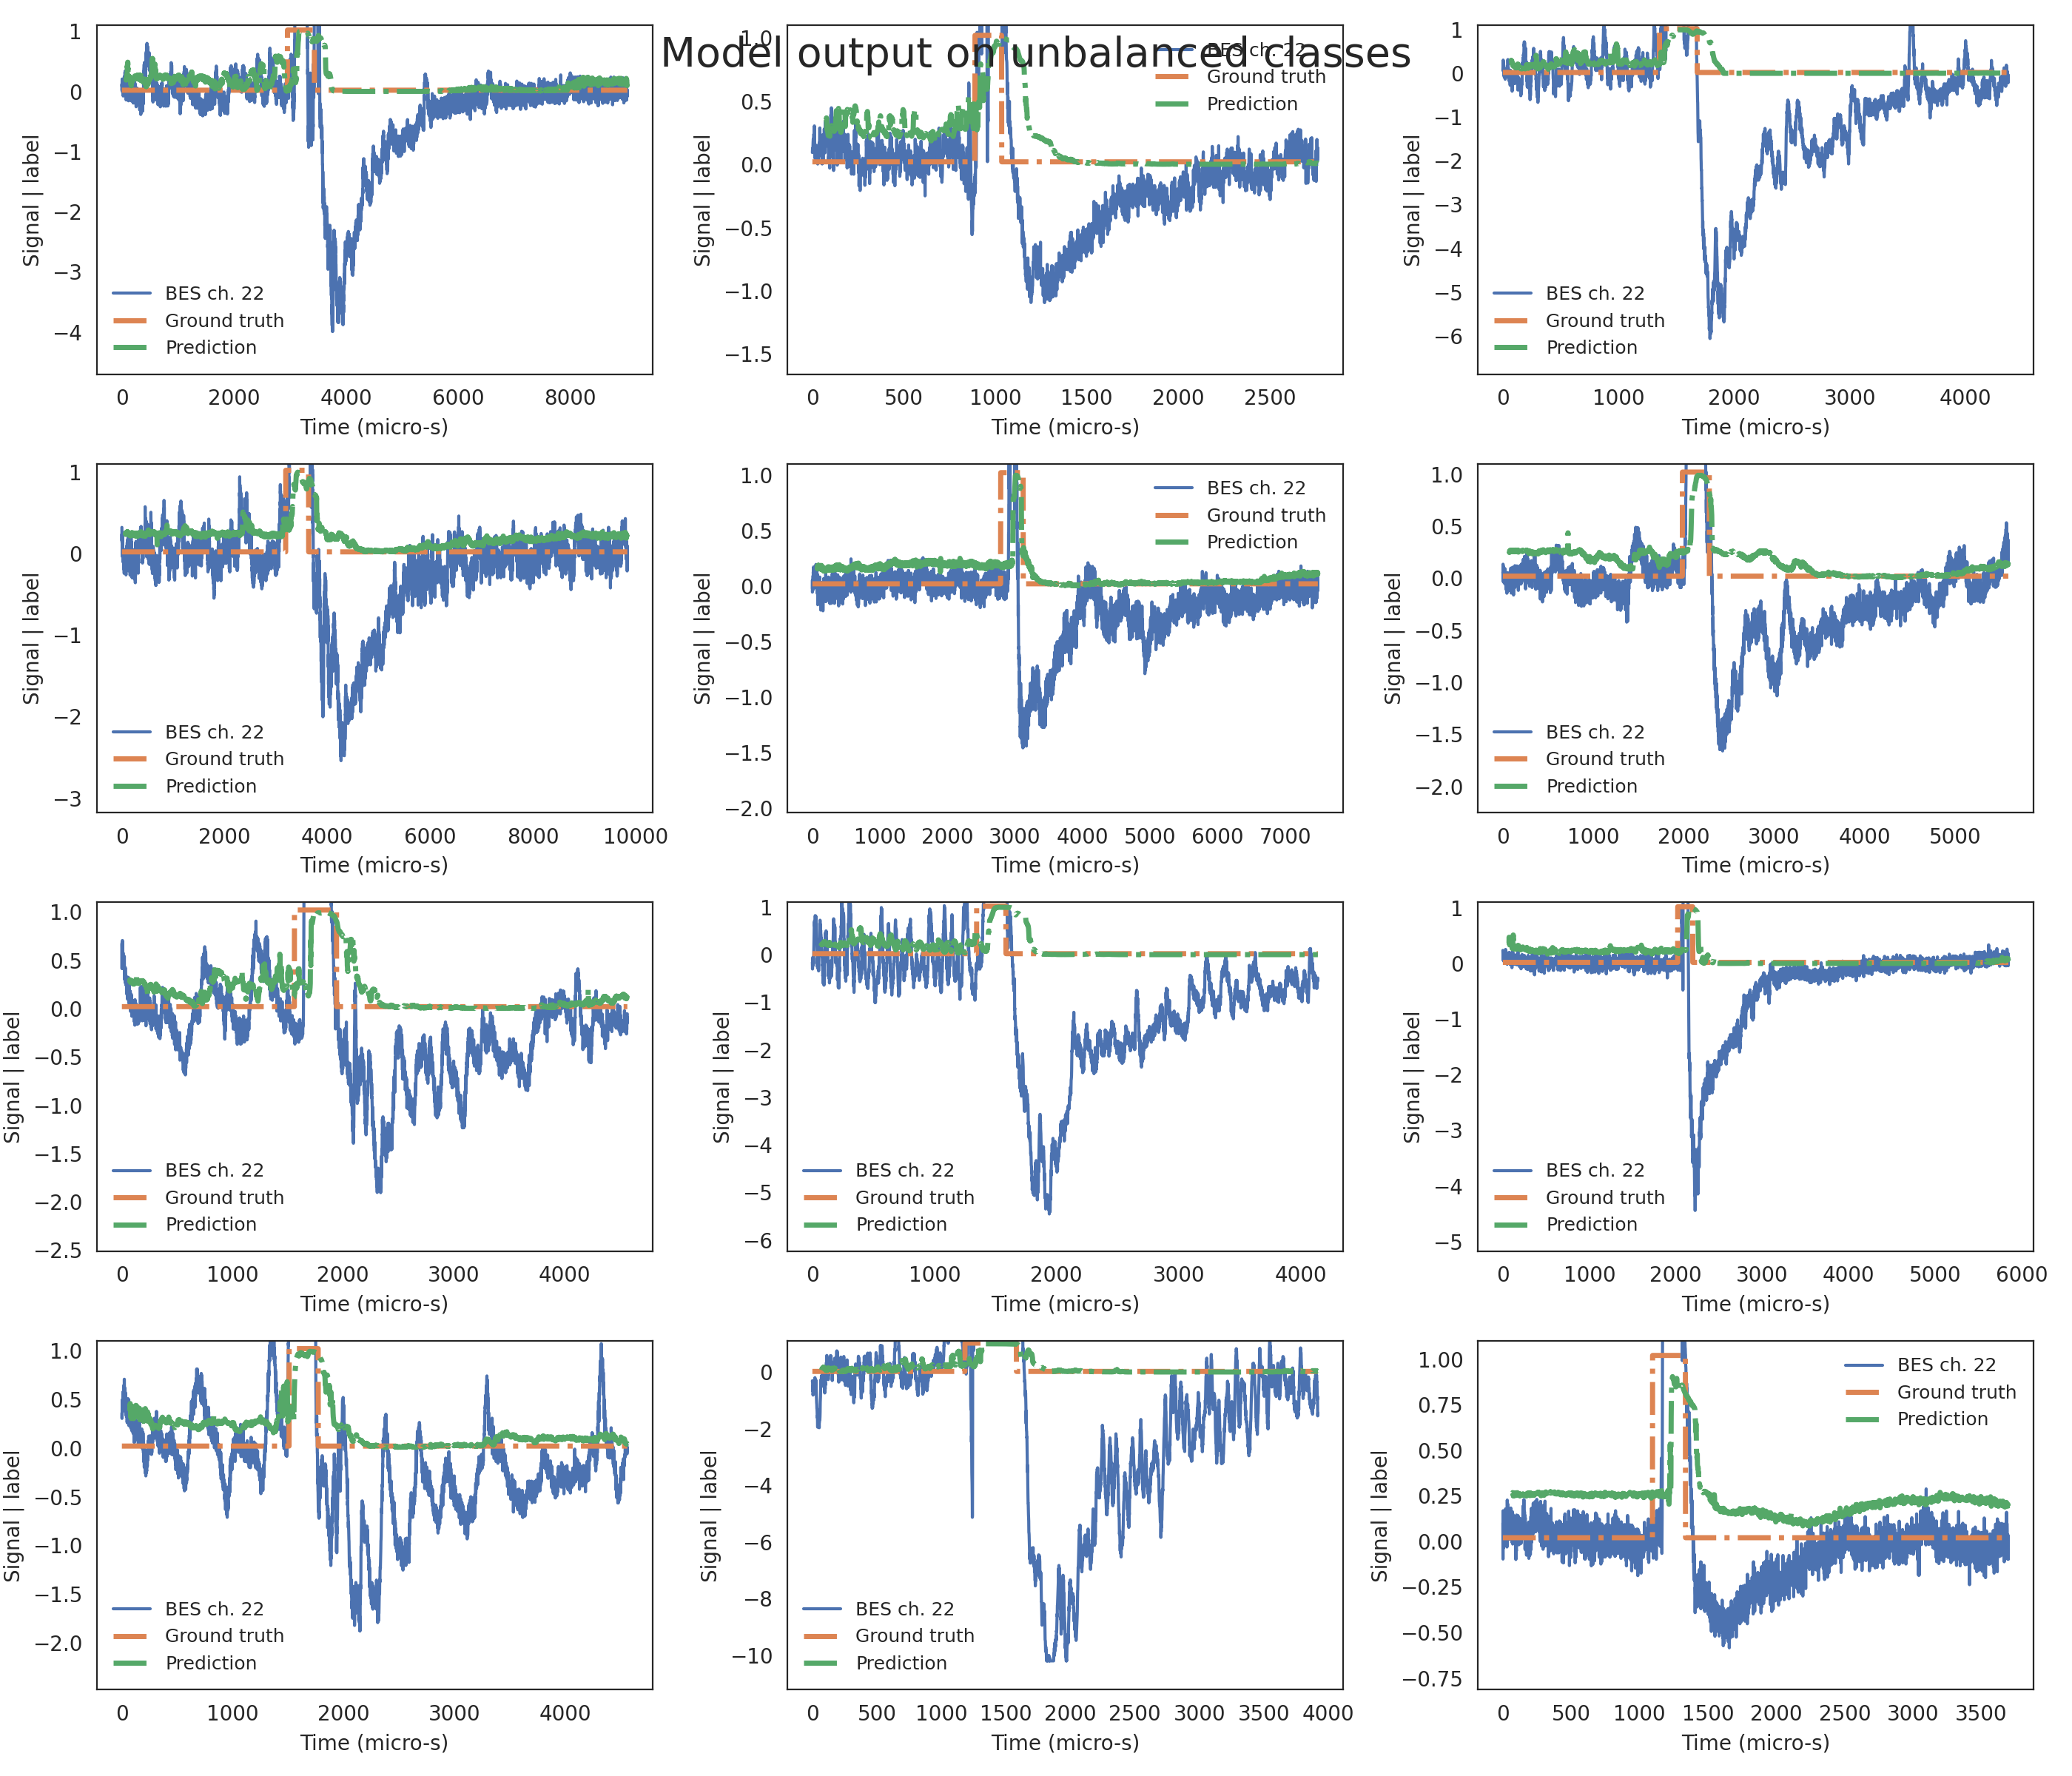 Model output on unbalanced classes
1
0
−1
−2
−3
−4
Signal | label
BES ch. 22
Ground truth
Prediction
0 2000 4000 6000 8000
Time (micro-s)
1.0
0.5
0.0
−0.5
−1.0
−1.5
Signal | label
BES ch. 22
Ground truth
Prediction
0 500 1000 1500 2000 2500
Time (micro-s)
1
0
−1
−2
−3
−4
−5
−6
Signal | label
BES ch. 22
Ground truth
Prediction
0 1000 2000 3000 4000
Time (micro-s)
1
0
−1
−2
−3
Signal | label
BES ch. 22
Ground truth
Prediction
0 2000 4000 6000 8000 10000
Time (micro-s)
1.0
0.5
0.0
−0.5
−1.0
−1.5
−2.0
Signal | label
BES ch. 22
Ground truth
Prediction
0 1000 2000 3000 4000 5000 6000 7000
Time (micro-s)
1.0
0.5
0.0
−0.5
−1.0
−1.5
−2.0
Signal | label
BES ch. 22
Ground truth
Prediction
0 1000 2000 3000 4000 5000
Time (micro-s)
1.0
0.5
0.0
−0.5
−1.0
−1.5
−2.0
−2.5
Signal | label
BES ch. 22
Ground truth
Prediction
0 1000 2000 3000 4000
Time (micro-s)
1
0
−1
−2
−3
−4
−5
−6
Signal | label
BES ch. 22
Ground truth
Prediction
0 1000 2000 3000 4000
Time (micro-s)
1
0
−1
−2
−3
−4
−5
Signal | label
BES ch. 22
Ground truth
Prediction
0 1000 2000 3000 4000 5000 6000
Time (micro-s)
1.0
0.5
0.0
−0.5
−1.0
−1.5
−2.0
Signal | label
BES ch. 22
Ground truth
Prediction
0 1000 2000 3000 4000
Time (micro-s)
0
−2
−4
−6
−8
−10
Signal | label
BES ch. 22
Ground truth
Prediction
0 500 1000 1500 2000 2500 3000 3500 4000
Time (micro-s)
1.00
0.75
0.50
0.25
0.00
−0.25
−0.50
−0.75
Signal | label
BES ch. 22
Ground truth
Prediction
0 500 1000 1500 2000 2500 3000 3500
Time (micro-s)